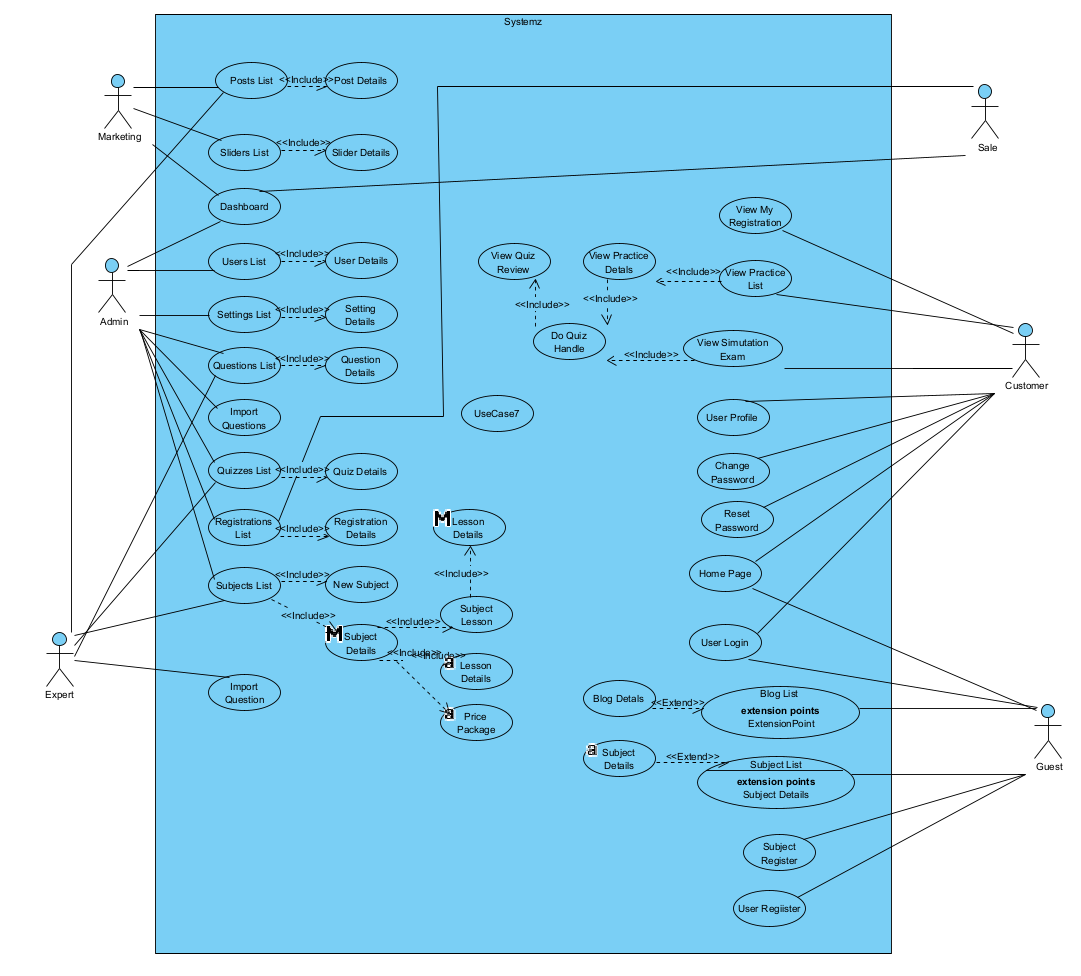 Systemz
Posts List
<<Include>>
Post Details
Marketing
Sliders List
<<Include>>
Slider Details
Sale
Dashboard
View My
Registration
Users List
<<Include>>
User Details
View Quiz
Review
View Practice
Detals
<<Include>>
View Practice
List
Admin
Settings List
<<Include>>
Setting
Details
<<Include>>
<<Include>>
Do Quiz
Handle
<<Include>>
View Simutation
Exam
Questions List
<<Include>>
Question
Details
Customer
Import
Questions
UseCase7
User Profile
Quizzes List
<<Include>>
Quiz Details
Change
Password
Registrations
List
<<Include>>
Registration
Details
M
Lesson
Details
Reset
Password
Subjects List
<<Include>>
New Subject
<<Include>>
Home Page
<<Include>>
Subject
Lesson
<<Include>>
M
Subject
Details
User Login
<<Include>>
<<Include>>
a
Lesson
Details
Expert
Import
Question
a
Price
Package
Blog Detals
<<Extend>>
Blog List
extension points
ExtensionPoint
a
Subject
Details
<<Extend>>
Subject List
extension points
Subject Details
Guest
Subject
Register
User Regiister